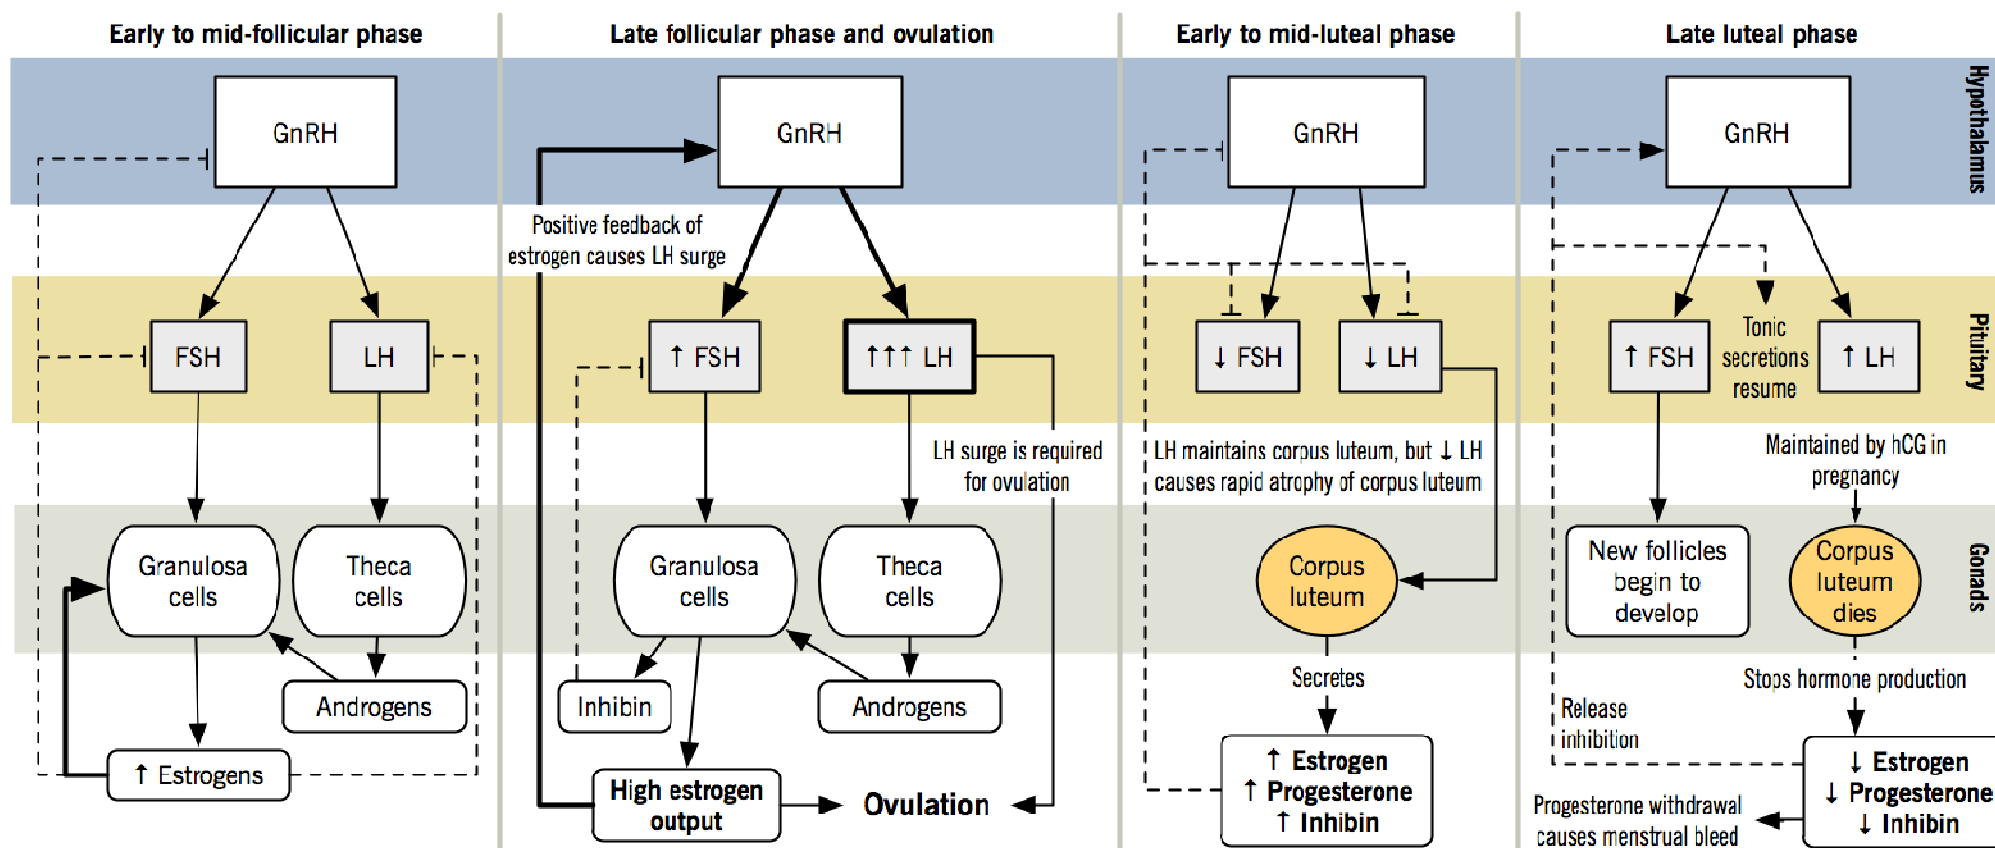 Early to mid-follicular phase
Late follicular phase and ovulation
Early to mid-luteal phase
Late luteal phase
Hypothalamus
Pituitary
Gonads
GnRH
FSH
LH
Granulosa
cells
Theca
cells
Androgens
↑ Estrogens
GnRH
Positive feedback of
estrogen causes LH surge
↑ FSH
↑↑↑ LH
LH surge is required
for ovulation
Granulosa
cells
Theca
cells
Inhibin
Androgens
High estrogen
output
Ovulation
GnRH
↓ FSH
↓ LH
LH maintains corpus luteum, but ↓ LH
causes rapid atrophy of corpus luteum
Corpus
luteum
Secretes
↑ Estrogen
↑ Progesterone
↑ Inhibin
GnRH
↑ FSH
Tonic
secretions
resume
↑ LH
Maintained by hCG in
pregnancy
New follicles
begin to
develop
Corpus
luteum
dies
Stops hormone production
Release
inhibition
↓ Estrogen
↓ Progesterone
↓ Inhibin
Progesterone withdrawal
causes menstrual bleed